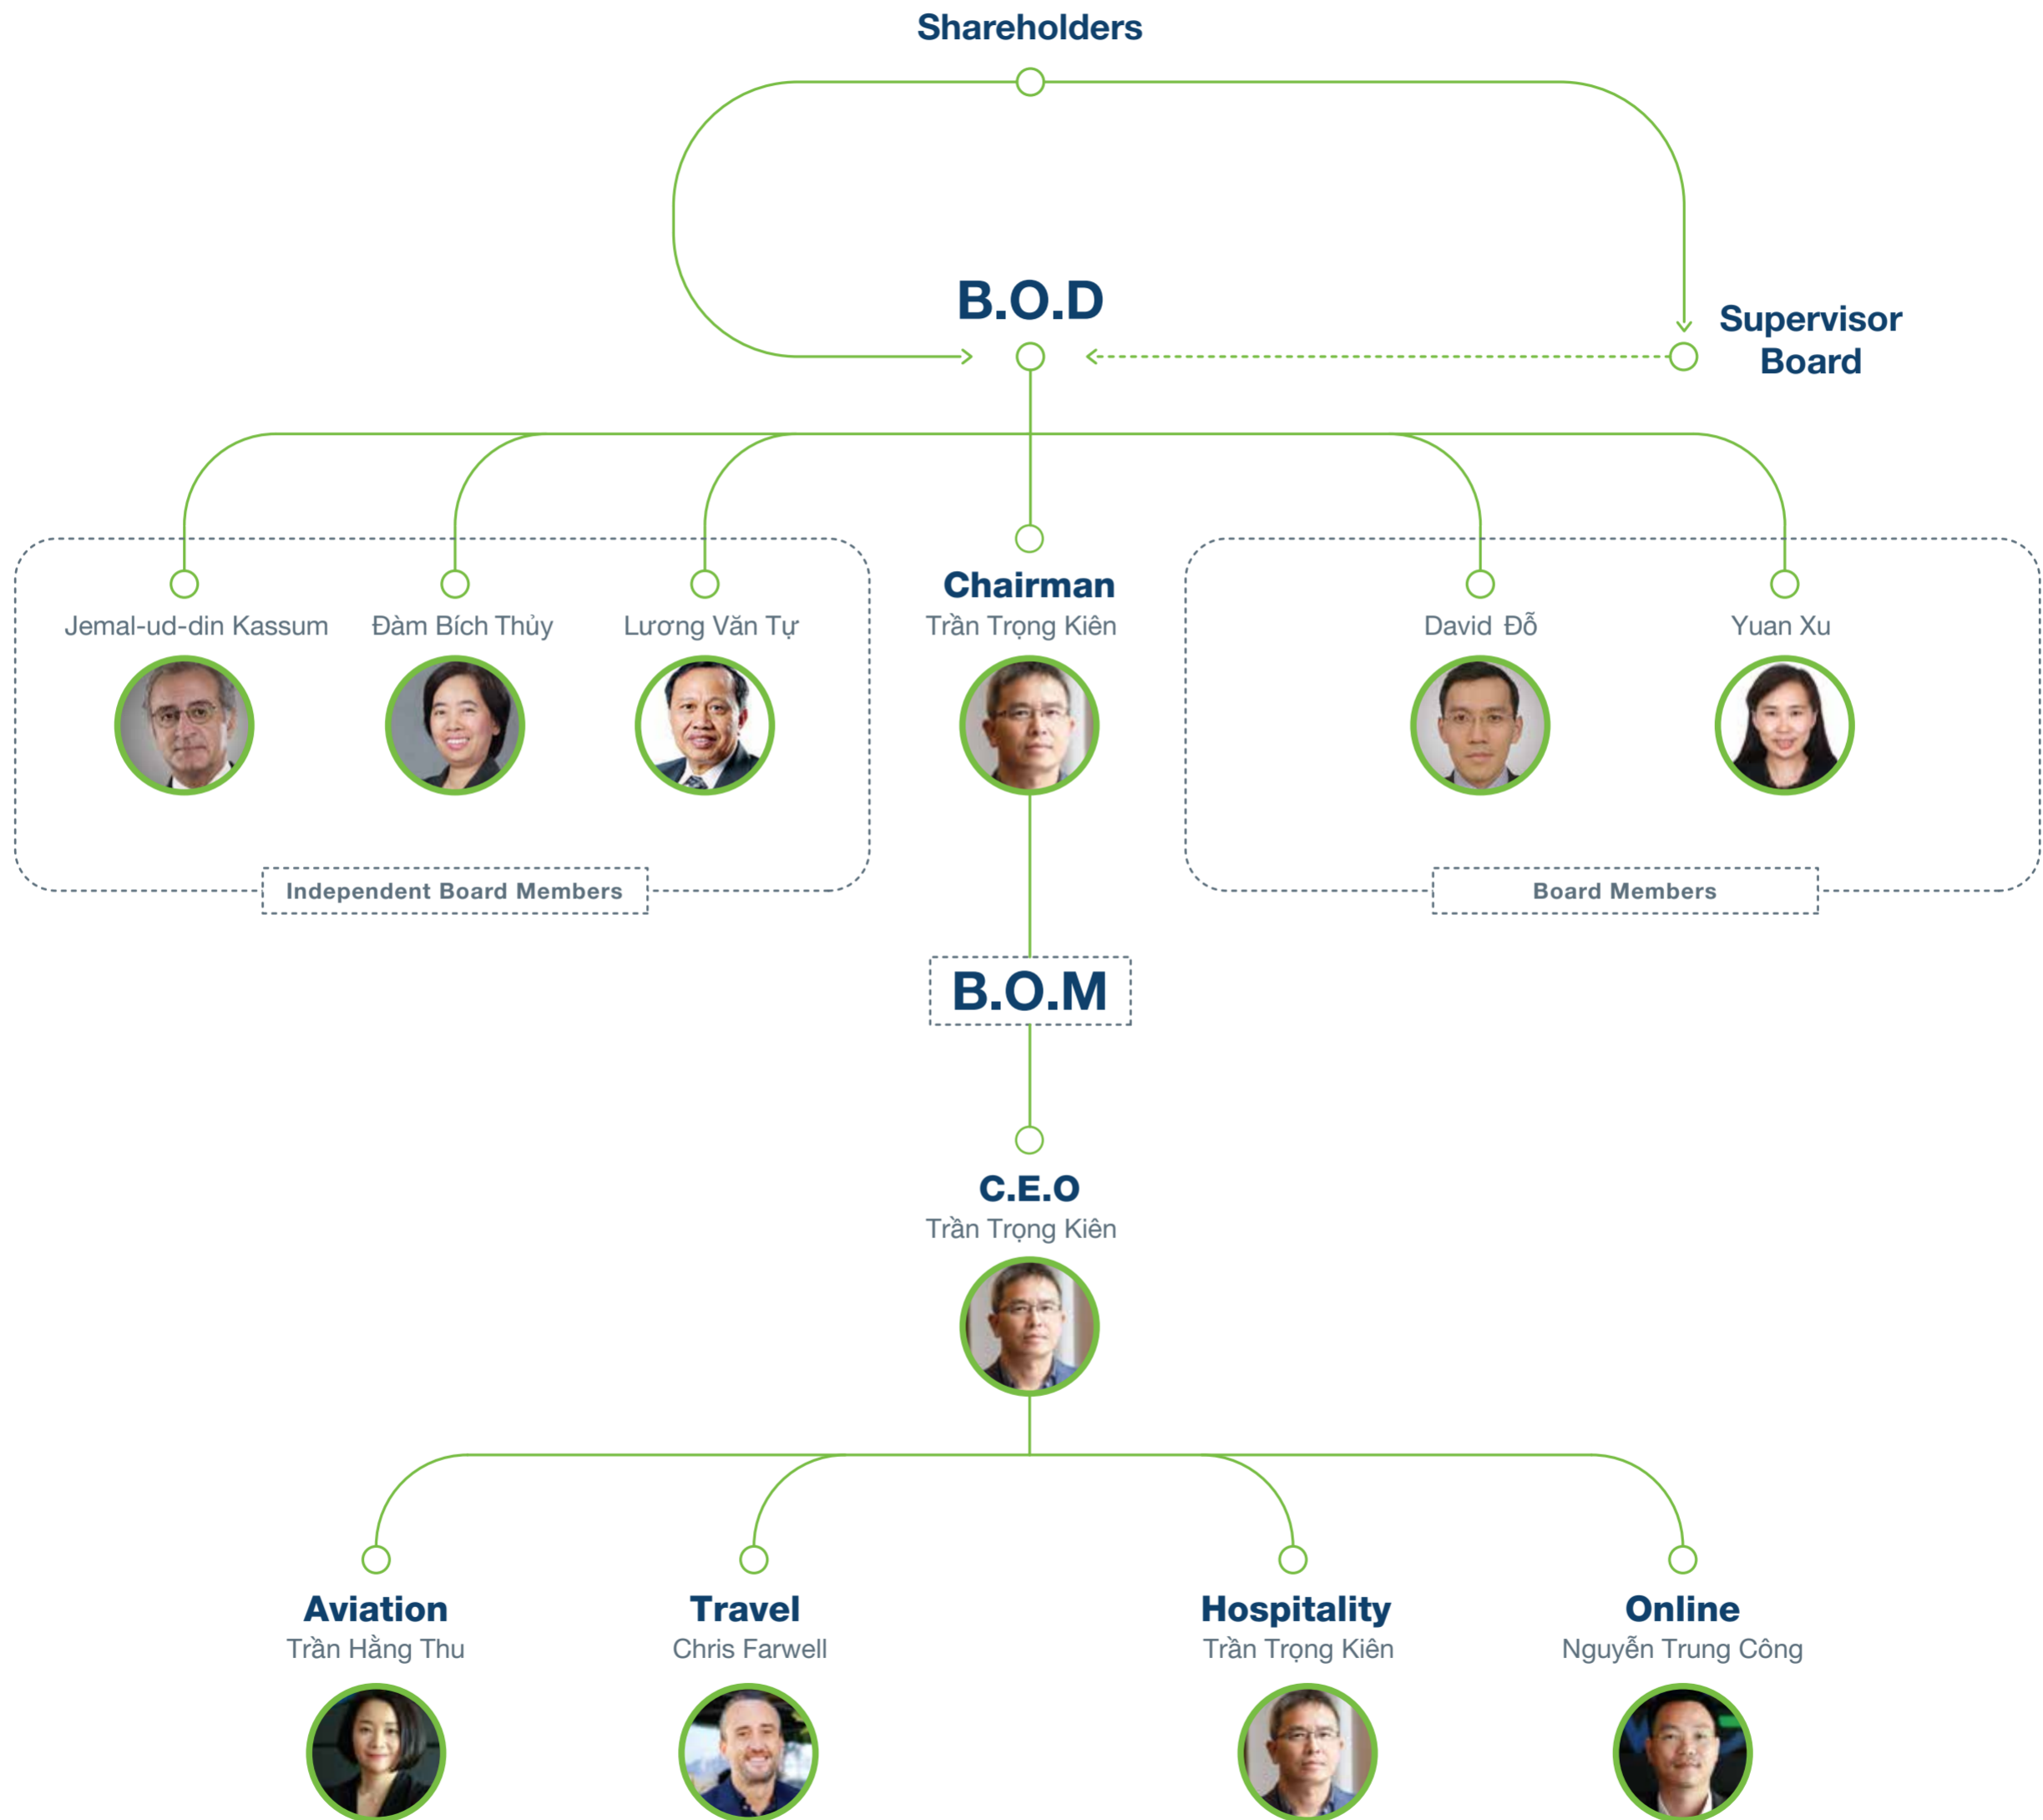 Shareholders
B.O.D
Supervisor
Board
Jemal-ud-din Kassum
Đàm Bích Thủy
Lương Văn Tự
Chairman
Trần Trọng Kiên
David Đỗ
Yuan Xu
Independent Board Members
Board Members
B.O.M
C.E.O
Trần Trọng Kiên
Aviation
Trần Hằng Thu
Travel
Chris Farwell
Hospitality
Trần Trọng Kiên
Online
Nguyễn Trung Công